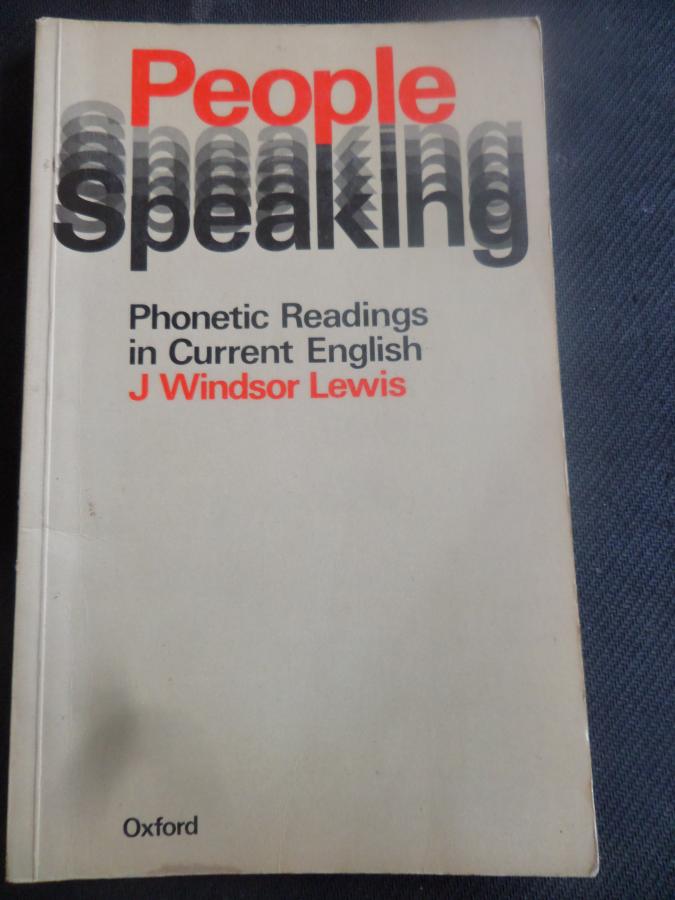 People
Speaking
Phonetic Readings
in Current English
J Windsor Lewis
Oxford